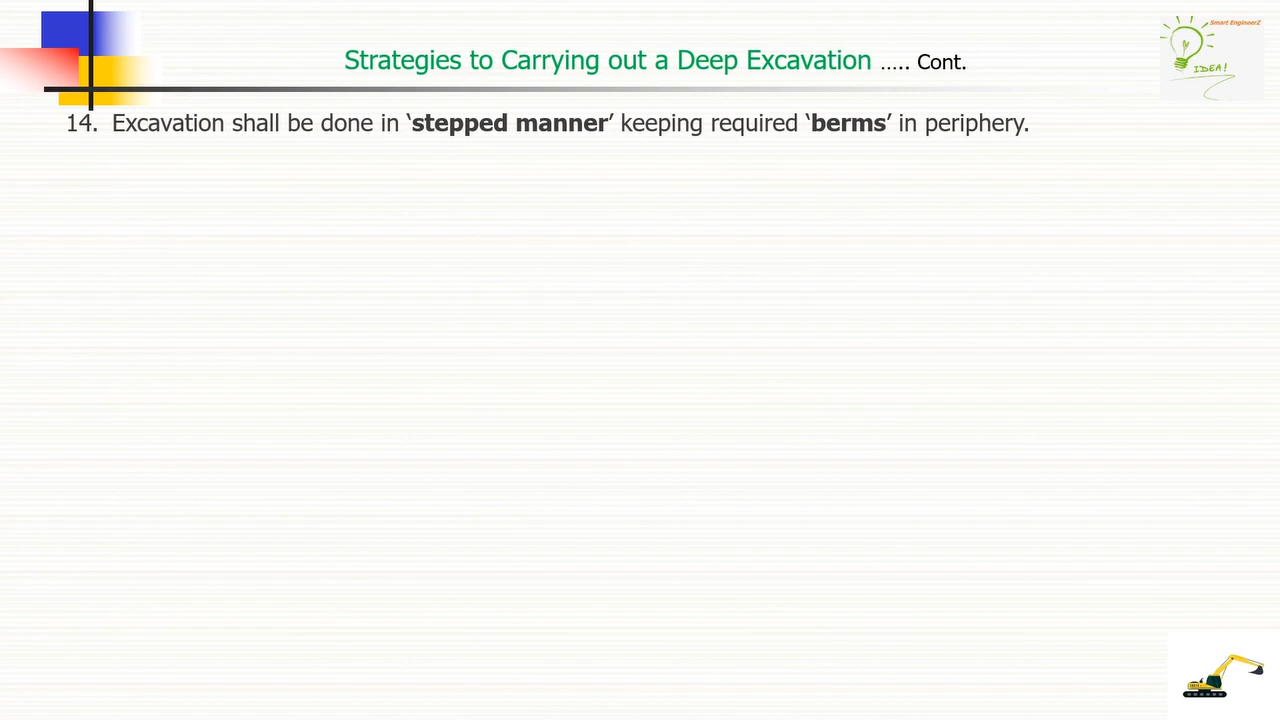 Smart EngineerZ
Strategies to Carrying out a Deep Excavation ..... Cont.
IDEA!
14. Excavation shall be done in ‘stepped manner’ keeping required ‘berms’ in periphery.